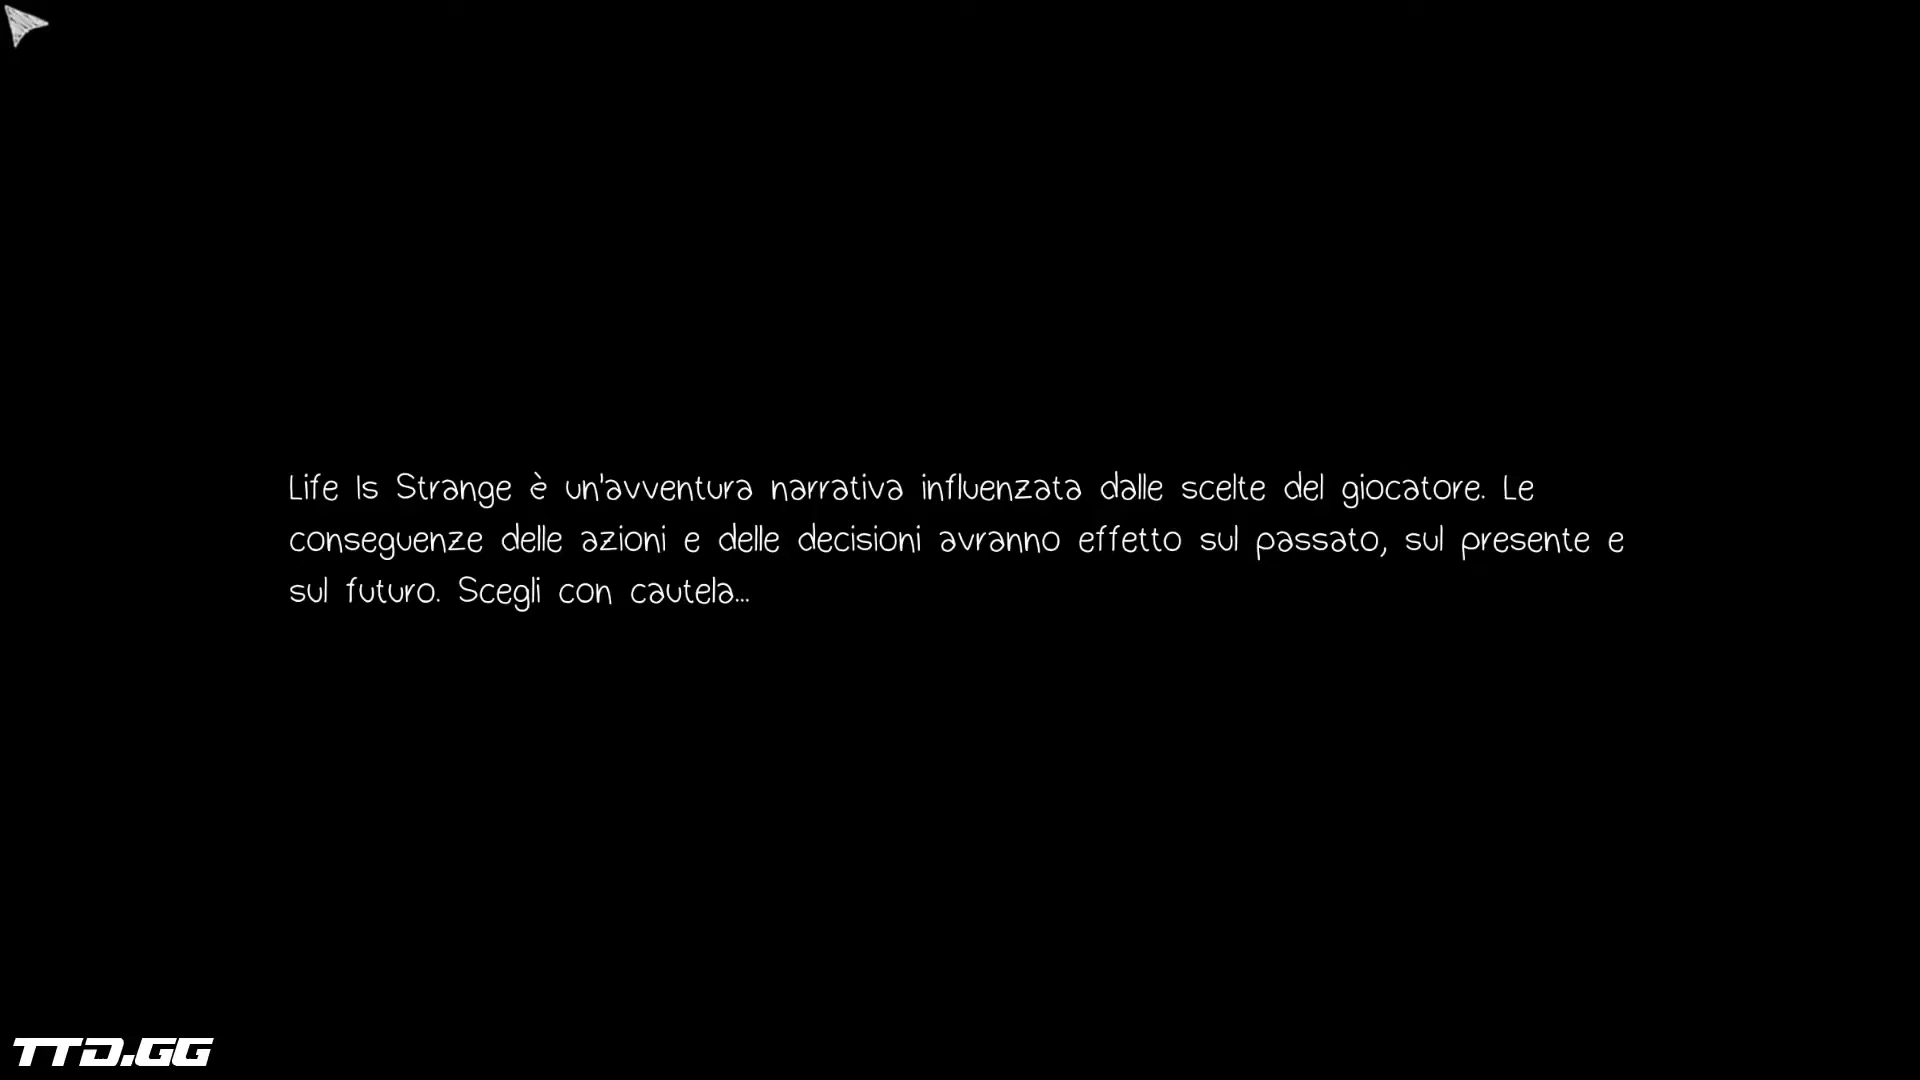 Life Is Strange è un'avventura narrativa influenzata dalle scelte del giocatore. Le
conseguenze delle azioni e delle decisioni avranno effetto sul passato, sul presente e
sul futuro. Scegli con cautela...
TTD.GG